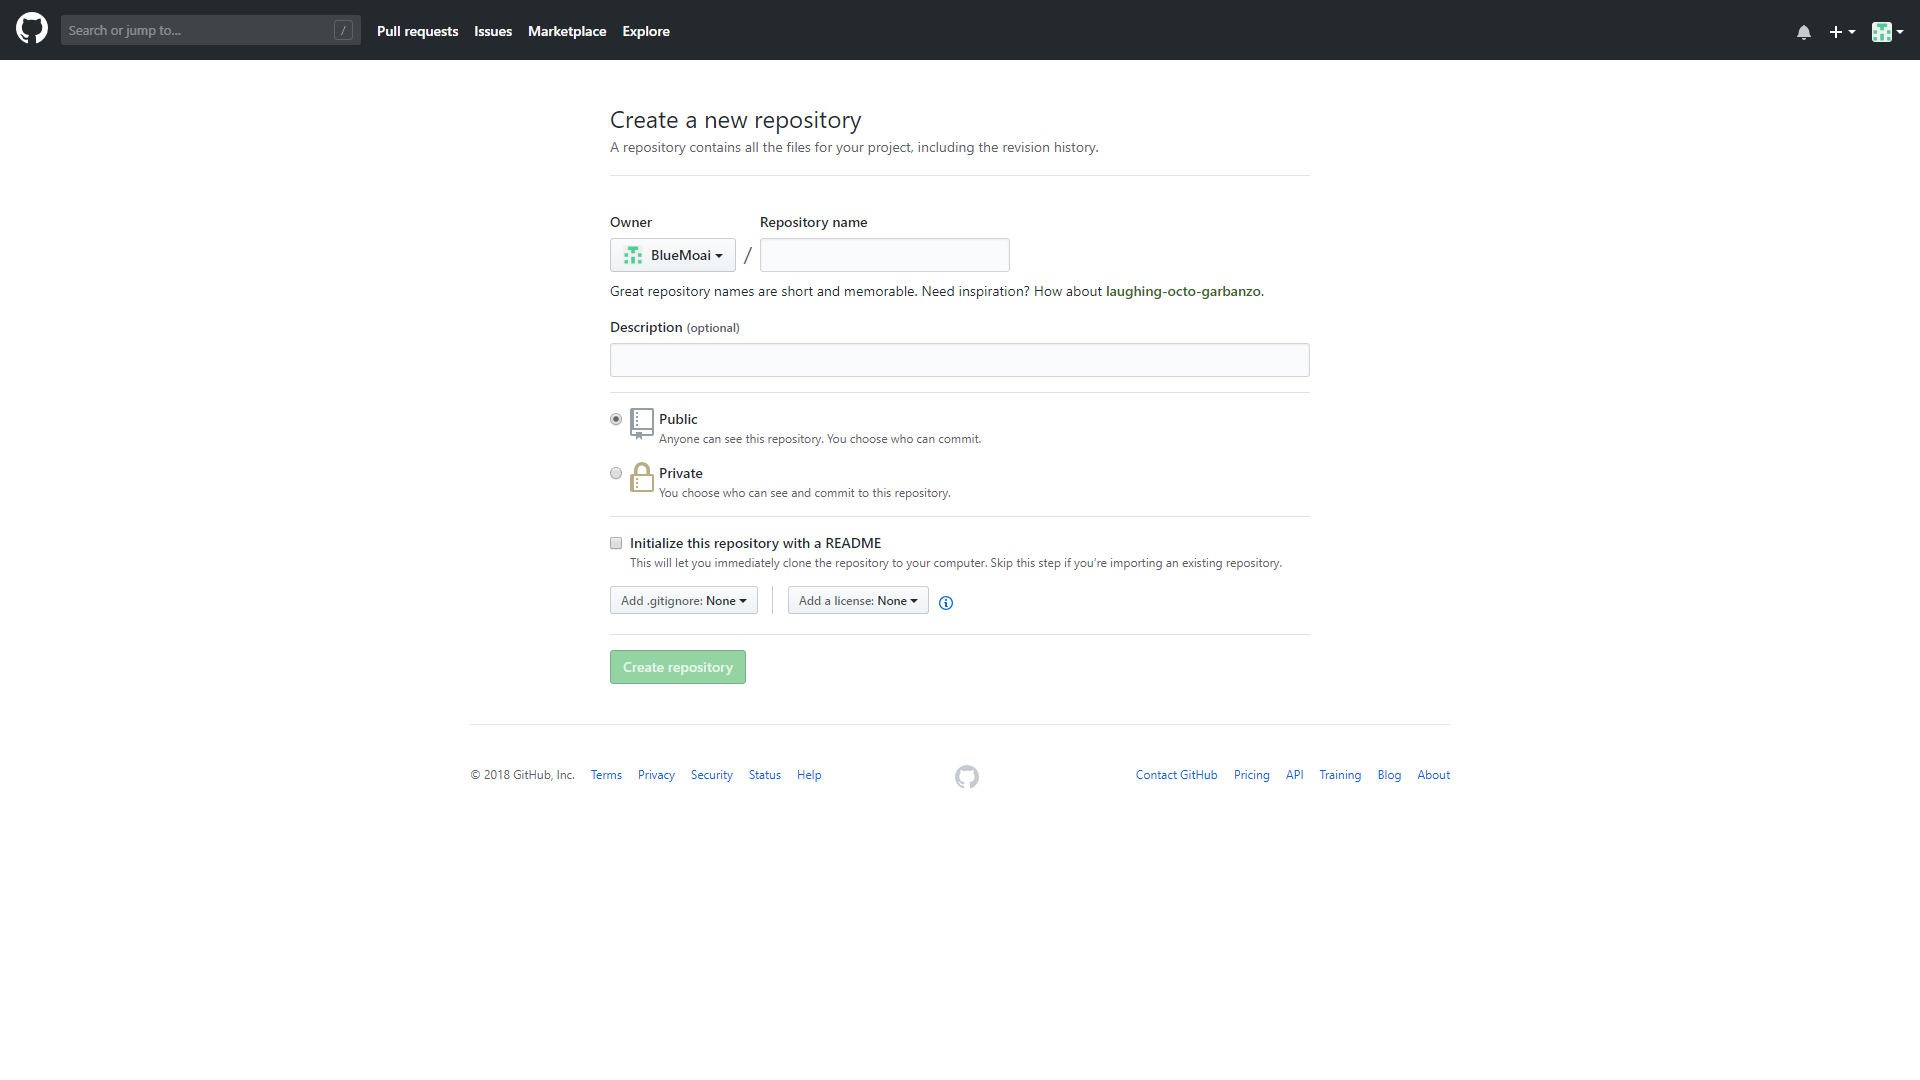 Search or jump to... /
Pull requests Issues Marketplace Explore
Create a new repository
A repository contains all the files for your project, including the revision history.
Owner Repository name
BlueMoai /
Great repository names are short and memorable. Need inspiration? How about laughing-octo-garbanzo.
Description (optional)
Public
Anyone can see this repository. You choose who can commit.
Private
You choose who can see and commit to this repository.
Initialize this repository with a README
This will let you immediately clone the repository to your computer. Skip this step if you’re importing an existing repository.
Add .gitignore: None Add a license: None
Create repository
© 2018 GitHub, Inc. Terms Privacy Security Status Help Contact GitHub Pricing API Training Blog About